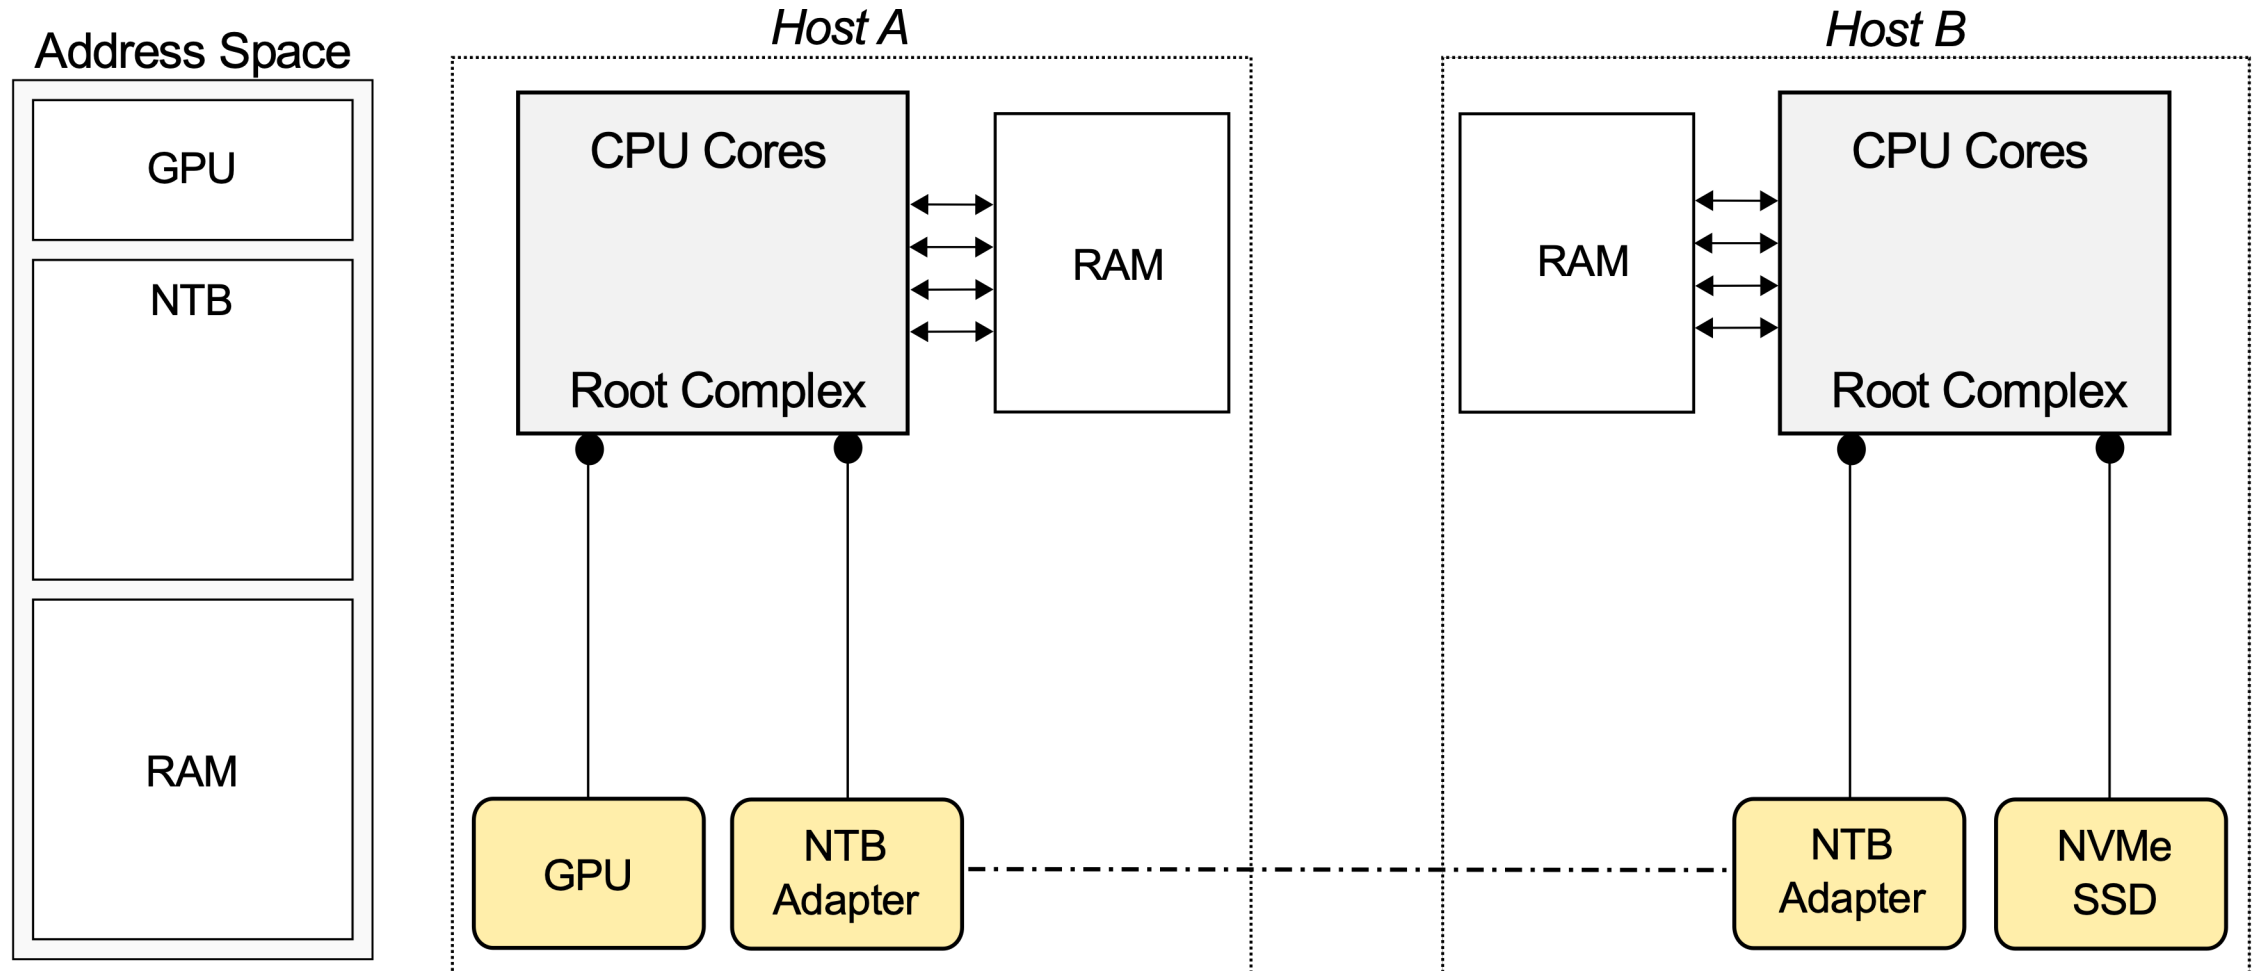 Address Space
GPU
NTB
RAM
Host A
CPU Cores
Root Complex
RAM
GPU
NTB
Adapter
Host B
RAM
CPU Cores
Root Complex
NTB
Adapter
NVMe
SSD